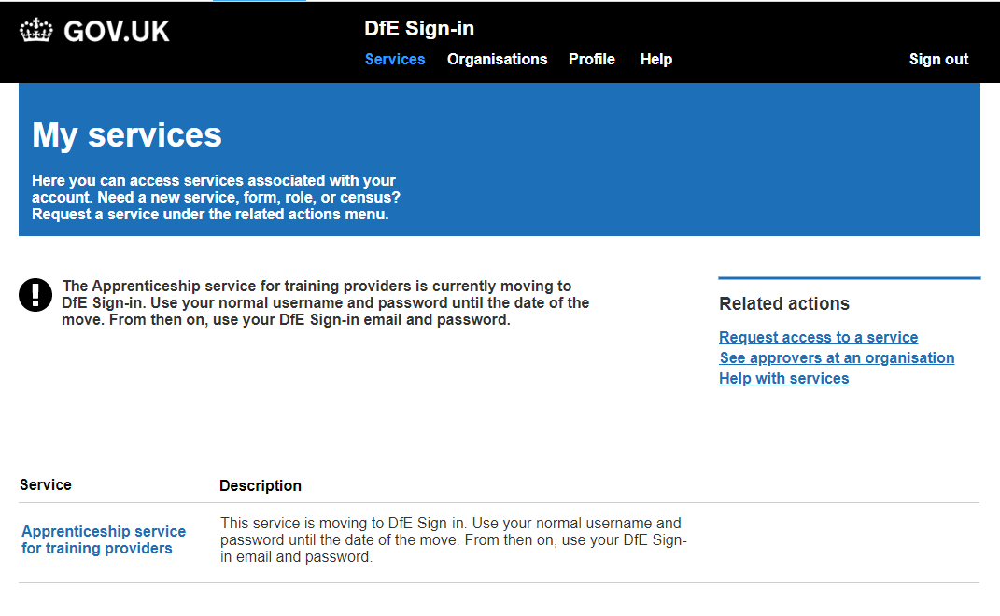 GOV.UK
DfE Sign-in
Services Organisations Profile Help Sign out
My services
Here you can access services associated with your
account. Need a new service, form, role, or census?
Request a service under the related actions menu.
The Apprenticeship service for training providers is currently moving to
DfE Sign-in. Use your normal username and password until the date of the
move. From then on, use your DfE Sign-in email and password.
Related actions
Request access to a service
See approvers at an organisation
Help with services
Service Description
Apprenticeship service
for training providers
This service is moving to DfE Sign-in. Use your normal username and
password until the date of the move. From then on, use your DfE Sign-
in email and password.